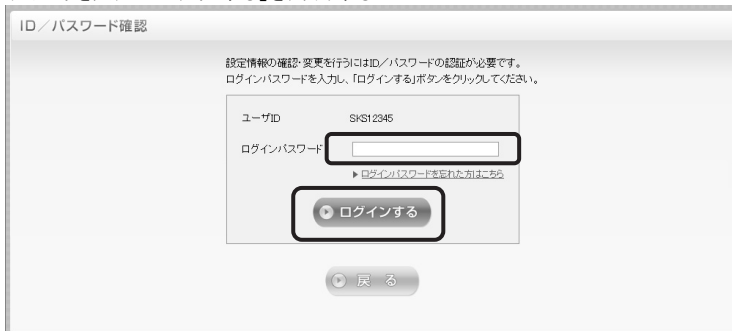 ID／パスワード確認
設定情報の確認・変更を行うにはID／パスワードの認証が必要です。
ログインパスワードを入力し、「ログインする」ボタンをクリックしてください。
ユーザID SKS12345
ログインパスワード
ログインパスワードを忘れた方はこちら
ログインする
戻る